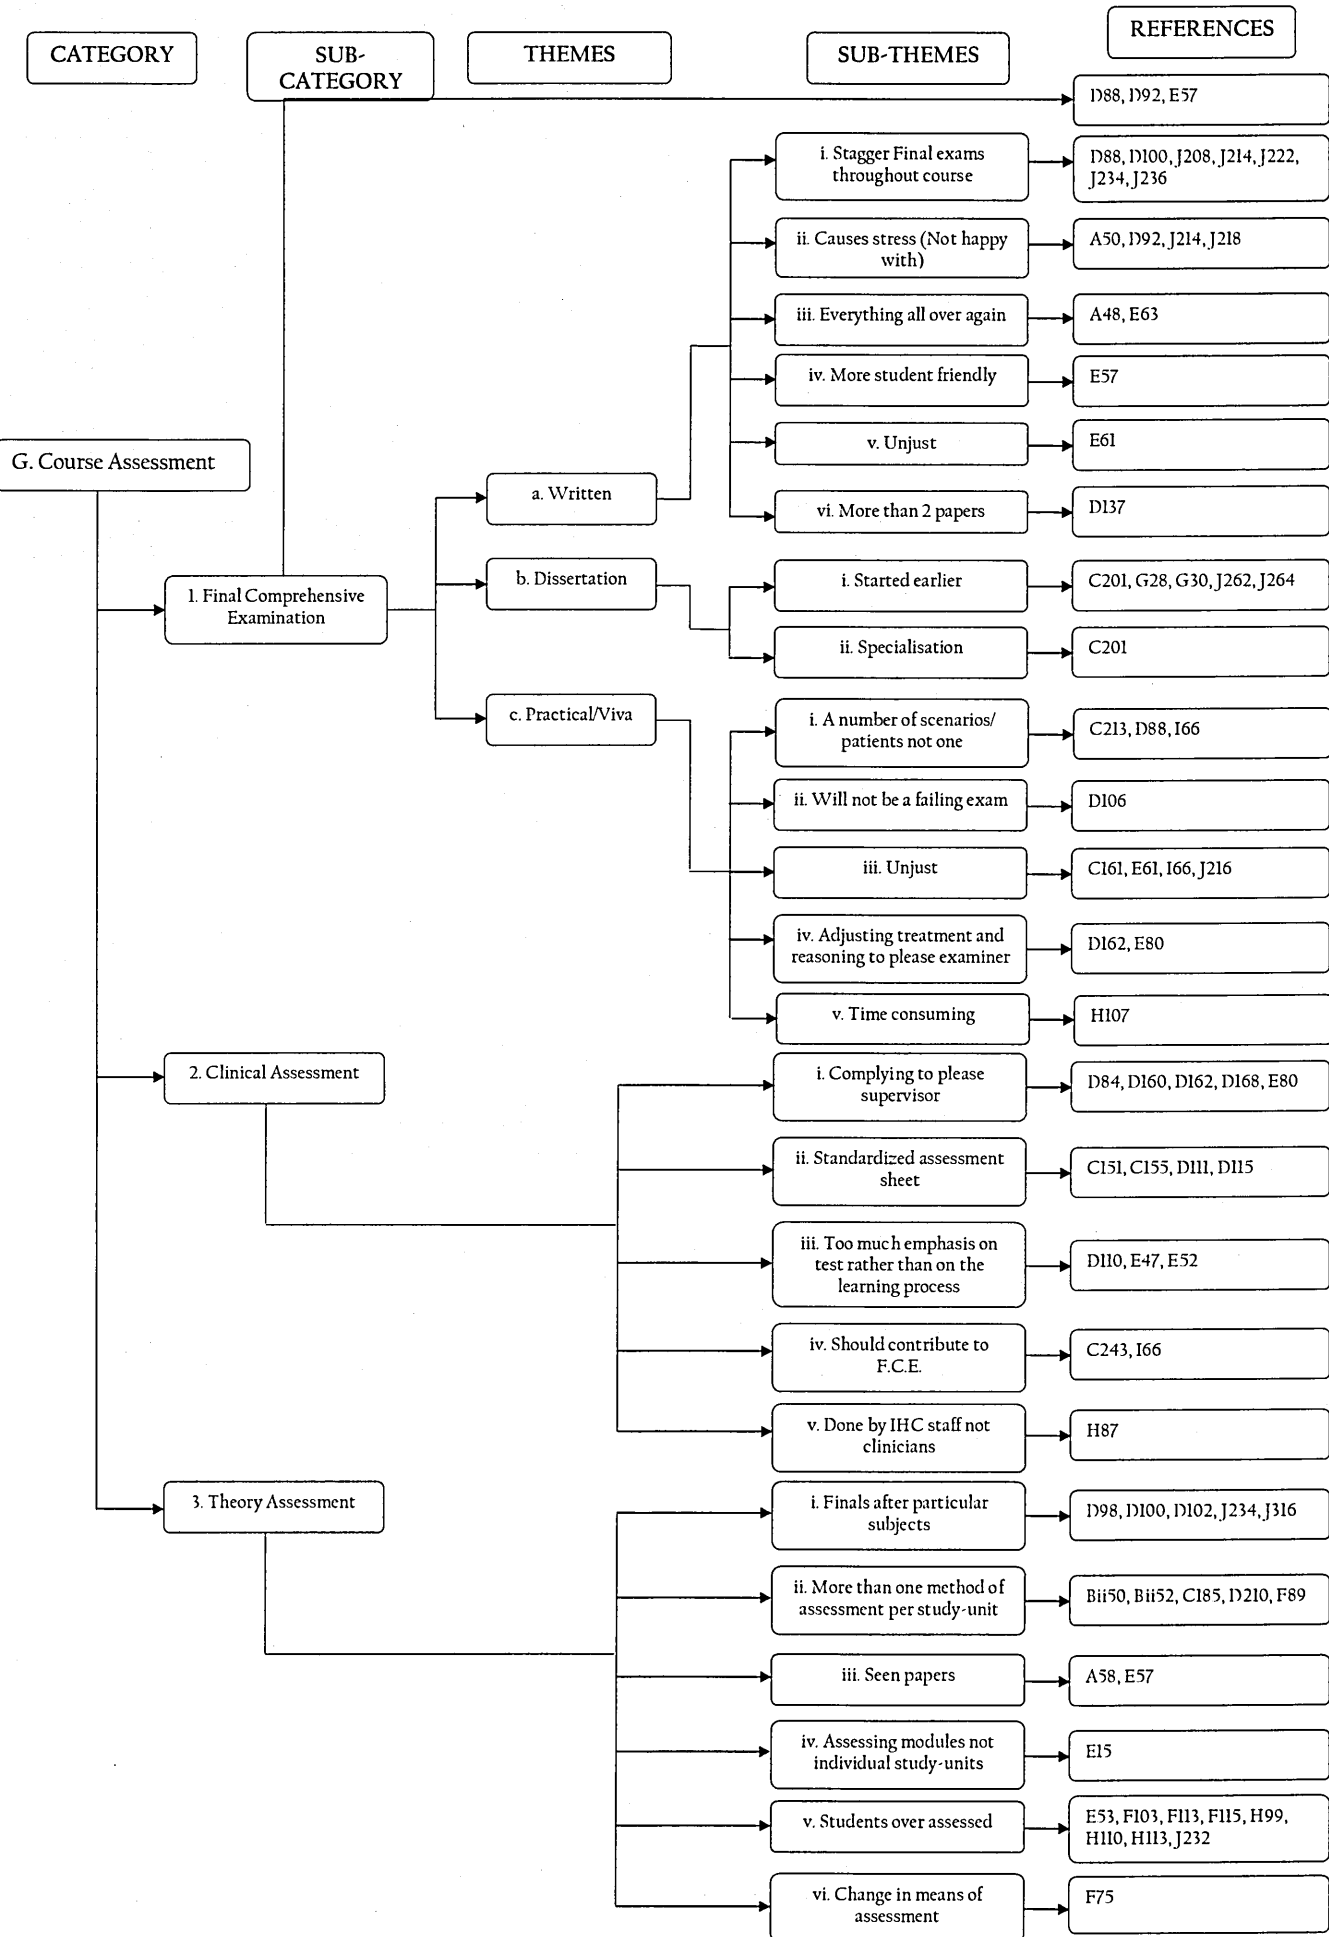 CATEGORY
SUB-
CATEGORY
THEMES
SUB-THEMES
REFERENCES
D88, D92, E57
i. Stagger Final exams
throughout course
D88, D100, J208, J214, J222,
J234, J236
ii. Causes stress (Not happy
with)
A50, D92, J214, J218
iii. Everything all over again
A48, E63
iv. More student friendly
E57
v. Unjust
E61
vi. More than 2 papers
D137
G. Course Assessment
1. Final Comprehensive
Examination
a. Written
b. Dissertation
i. Started earlier
C201, G28, G30, J262, J264
ii. Specialisation
C201
c. Practical/Viva
i. A number of scenarios/
patients not one
C213, D88, I66
ii. Will not be a failing exam
D106
iii. Unjust
C161, E61, I66, J216
iv. Adjusting treatment and
reasoning to please examiner
D162, E80
v. Time consuming
H107
2. Clinical Assessment
i. Complying to please
supervisor
D84, D160, D162, D168, E80
ii. Standardized assessment
sheet
C151, C155, D111, D115
iii. Too much emphasis on
test rather than on the
learning process
D110, E47, E52
iv. Should contribute to
F.C.E.
C243, I66
v. Done by IHC staff not
clinicians
H87
3. Theory Assessment
i. Finals after particular
subjects
D98, D100, D102, J234, J316
ii. More than one method of
assessment per study-unit
Bii50, Bii52, C185, D210, F89
iii. Seen papers
A58, E57
iv. Assessing modules not
individual study-units
E15
v. Students over assessed
E53, F103, F113, F115, H99,
H110, H113, J232
vi. Change in means of
assessment
F75